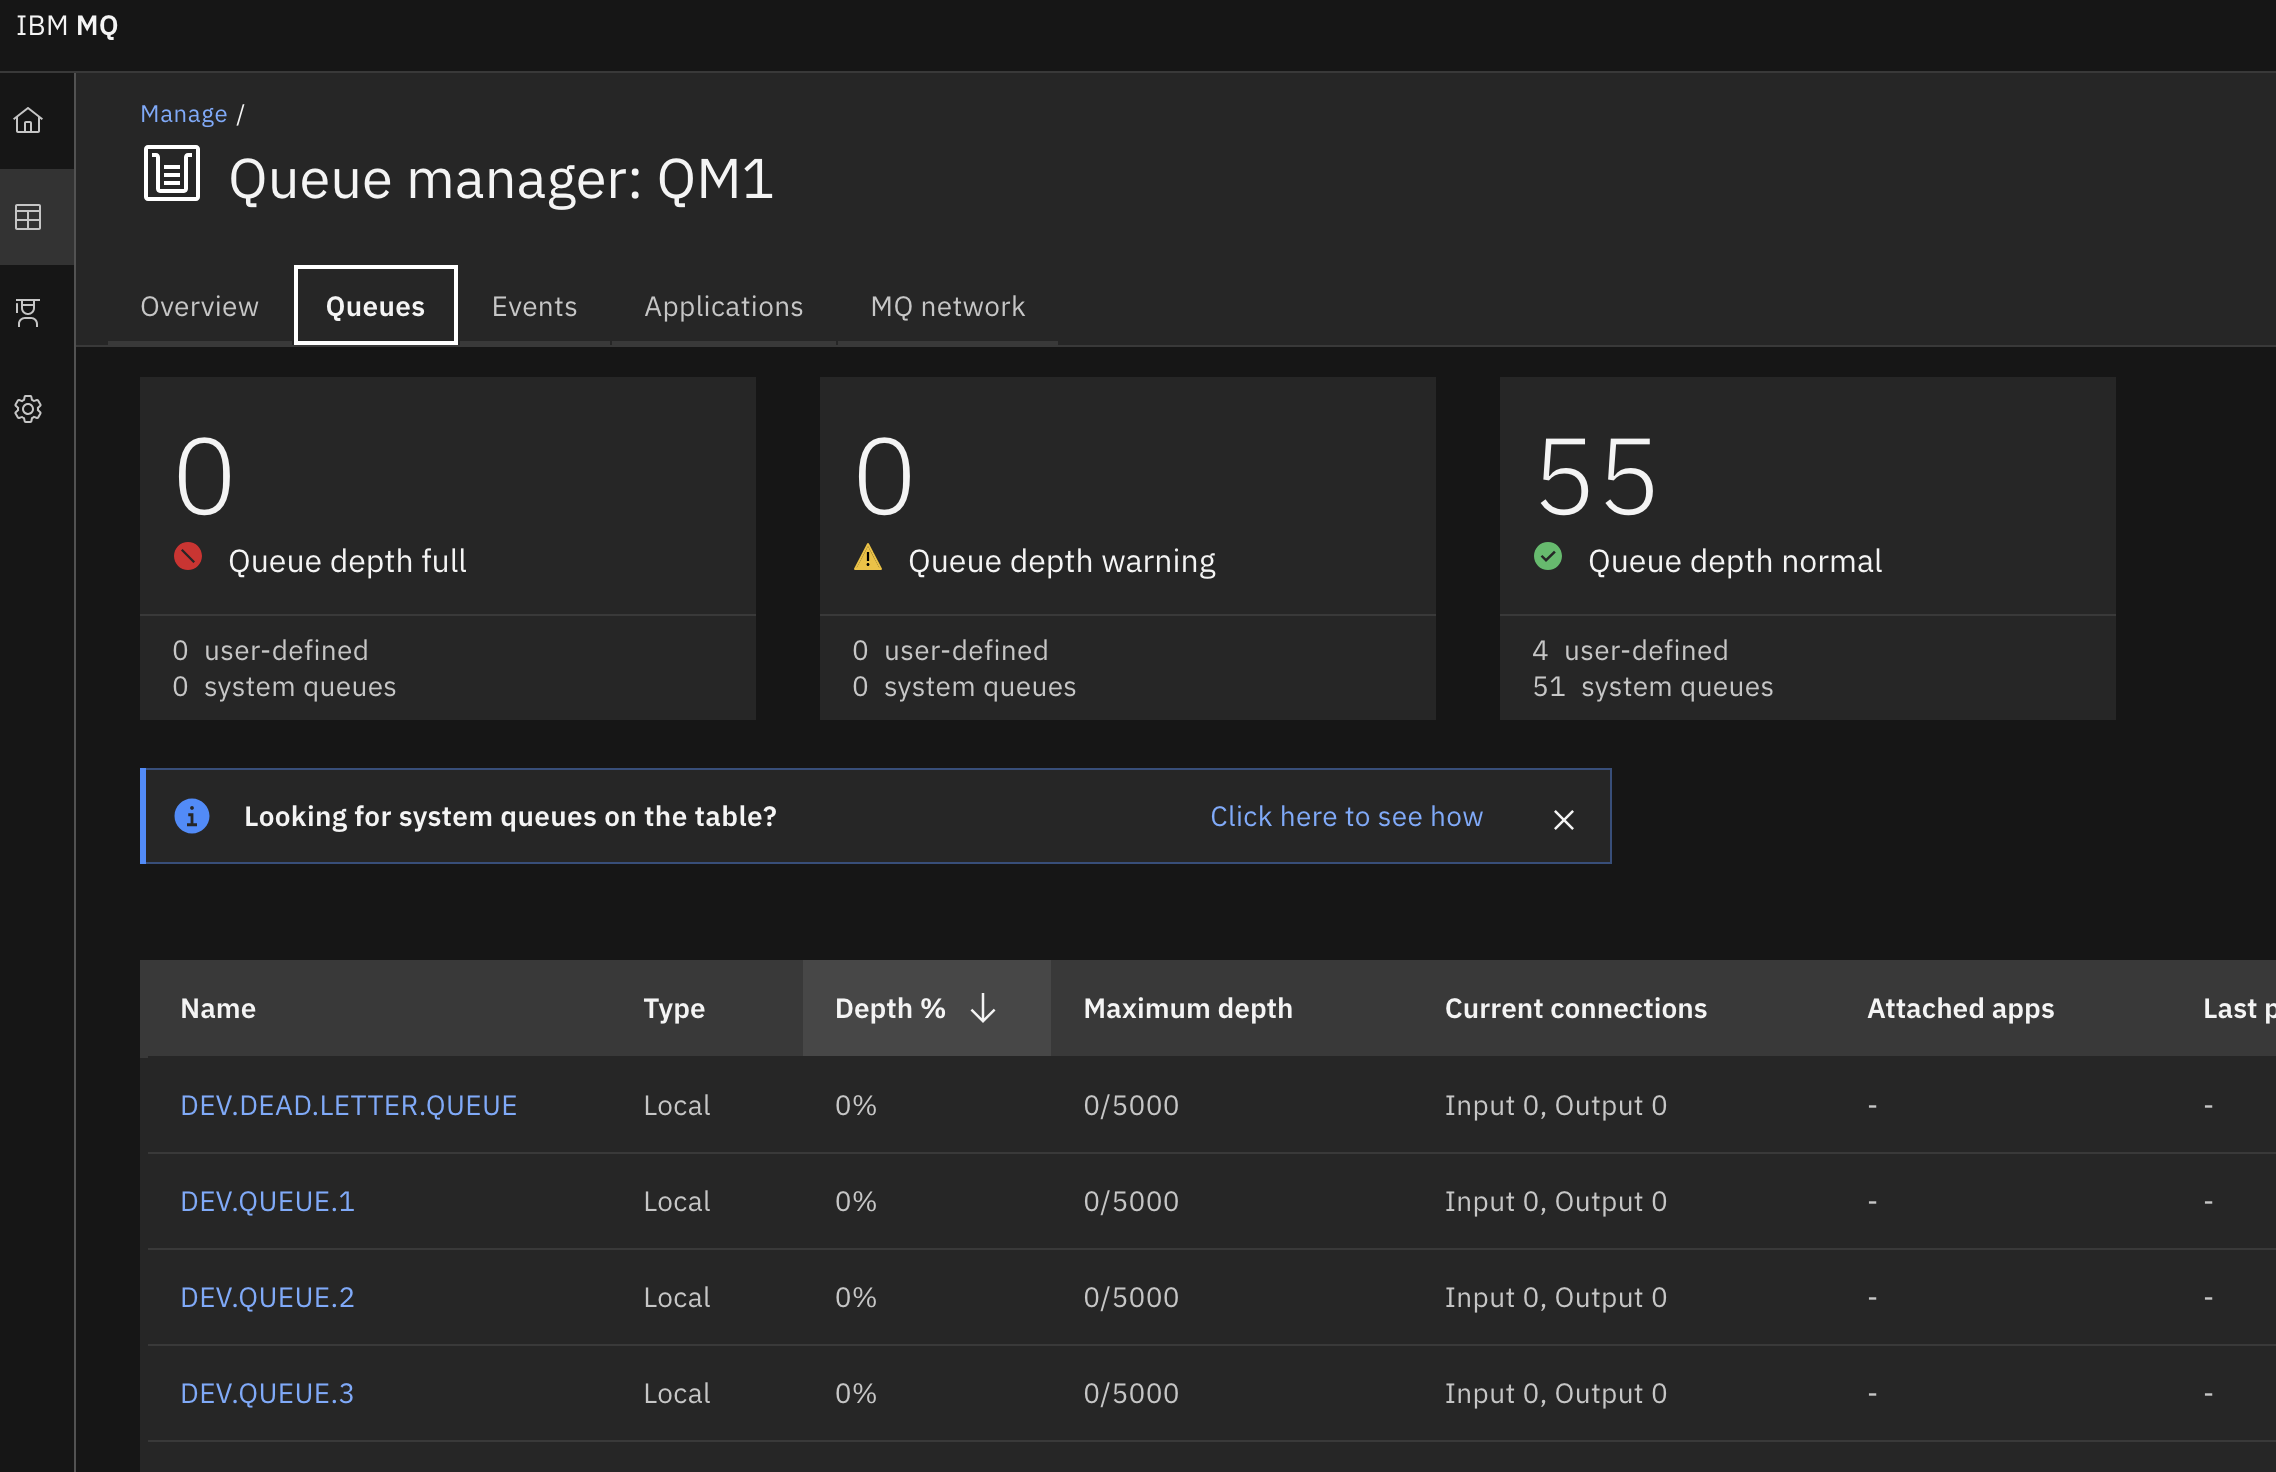 IBM MQ
Manage /
Queue manager: QM1
Overview Queues Events Applications MQ network
0
Queue depth full
0 user-defined
0 system queues
0
Queue depth warning
0 user-defined
0 system queues
55
Queue depth normal
4 user-defined
51 system queues
Looking for system queues on the table? Click here to see how
Name Type Depth % Maximum depth Current connections Attached apps Last p
DEV.DEAD.LETTER.QUEUE Local 0% 0/5000 Input 0, Output 0 - -
DEV.QUEUE.1 Local 0% 0/5000 Input 0, Output 0 - -
DEV.QUEUE.2 Local 0% 0/5000 Input 0, Output 0 - -
DEV.QUEUE.3 Local 0% 0/5000 Input 0, Output 0 - -